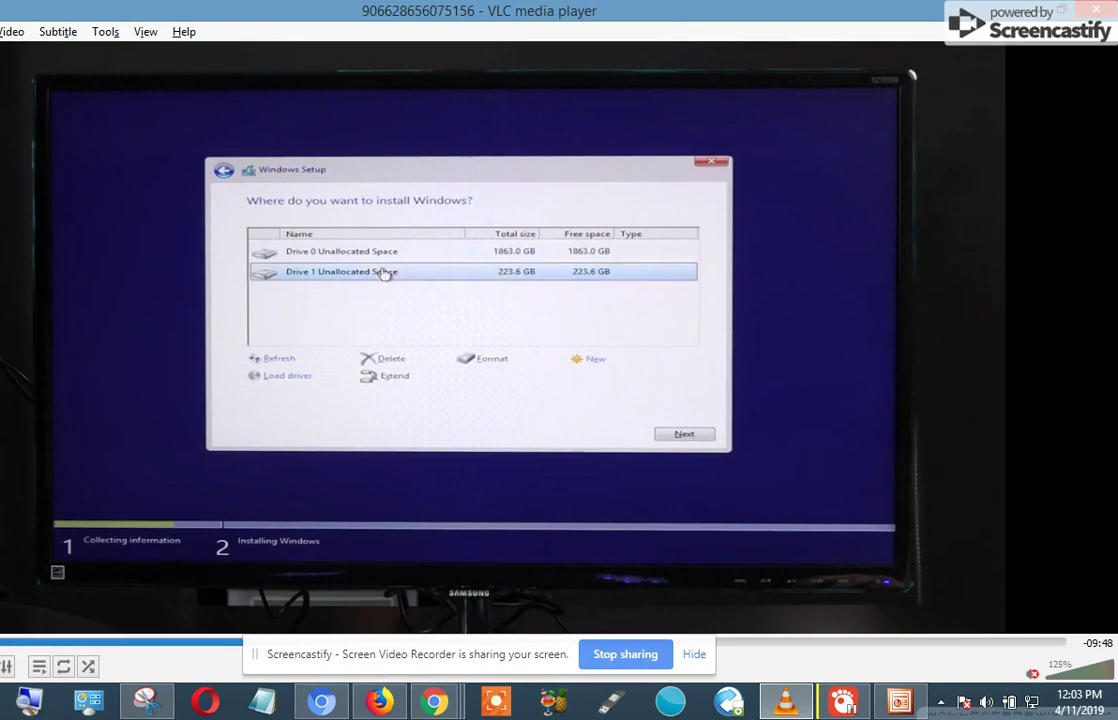 906628656075156 - VLC media player
powered by
Screencastify
ideo Subtitle Tools View Help
Windows Setup
Where do you want to install Windows?
Name Total size Free space Type
Drive 0 Unallocated Space 1863.0 GB 1863.0 GB
Drive 1 Unallocated Space 223.6 GB 223.6 GB
Refresh Delete Format New
Load driver Extend
Next
1 Collecting information 2 Installing Windows
SAMSUNG
-09:48
Screencastify - Screen Video Recorder is sharing your screen. Stop sharing Hide
125%
12:03 PM
4/11/2019